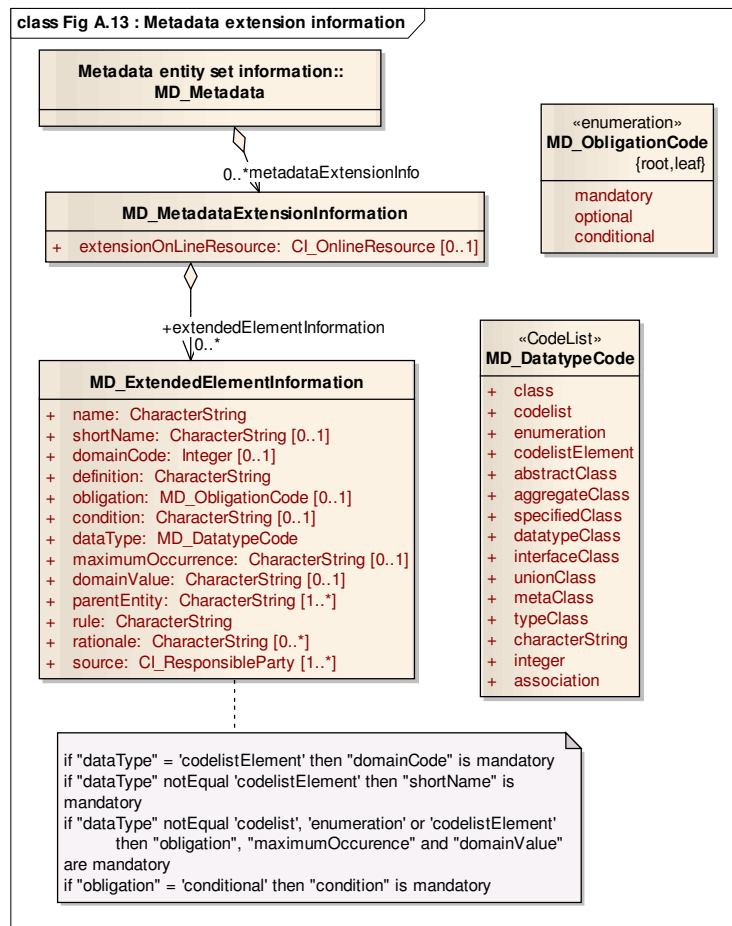 class Fig A.13 : Metadata extension information
Metadata entity set information::
MD_Metadata
0..*
metadataExtensionInfo
MD_MetadataExtensionInformation
+ extensionOnLineResource: CI_OnlineResource [0..1]
+extendedElementInformation
0..*
MD_ExtendedElementInformation
+ name: CharacterString
+ shortName: CharacterString [0..1]
+ domainCode: Integer [0..1]
+ definition: CharacterString
+ obligation: MD_ObligationCode [0..1]
+ condition: CharacterString [0..1]
+ dataType: MD_DatatypeCode
+ maximumOccurrence: CharacterString [0..1]
+ domainValue: CharacterString [0..1]
+ parentEntity: CharacterString [1..*]
+ rule: CharacterString
+ rationale: CharacterString [0..*]
+ source: CI_ResponsibleParty [1..*]
«enumeration»
MD_ObligationCode
{root,leaf}
mandatory
optional
conditional
«CodeList»
MD_DatatypeCode
+ class
+ codelist
+ enumeration
+ codelistElement
+ abstractClass
+ aggregateClass
+ specifiedClass
+ datatypeClass
+ interfaceClass
+ unionClass
+ metaClass
+ typeClass
+ characterString
+ integer
+ association
if "dataType" = 'codelistElement' then "domainCode" is mandatory
if "dataType" notEqual 'codelistElement' then "shortName" is
mandatory
if "dataType" notEqual 'codelist', 'enumeration' or 'codelistElement'
then "obligation", "maximumOccurence" and "domainValue"
are mandatory
if "obligation" = 'conditional' then "condition" is mandatory